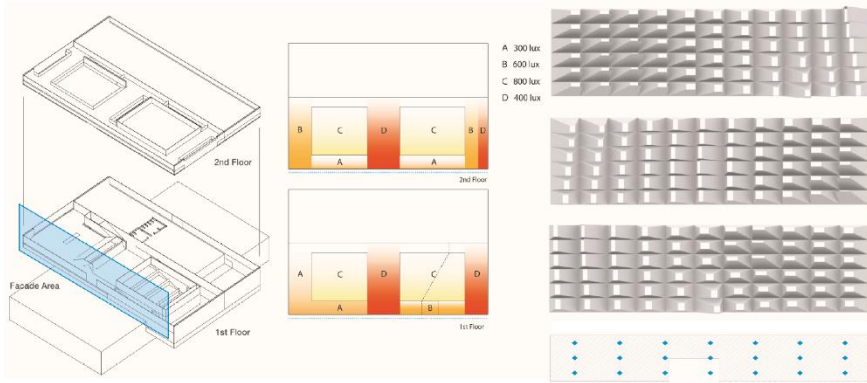 2nd Floor
Facade Area
1st Floor
B
C
D
C
B
D
A
A
2nd Floor
A
C
D
C
D
A
B
1st Floor
A 300 lux
B 600 lux
C 800 lux
D 400 lux